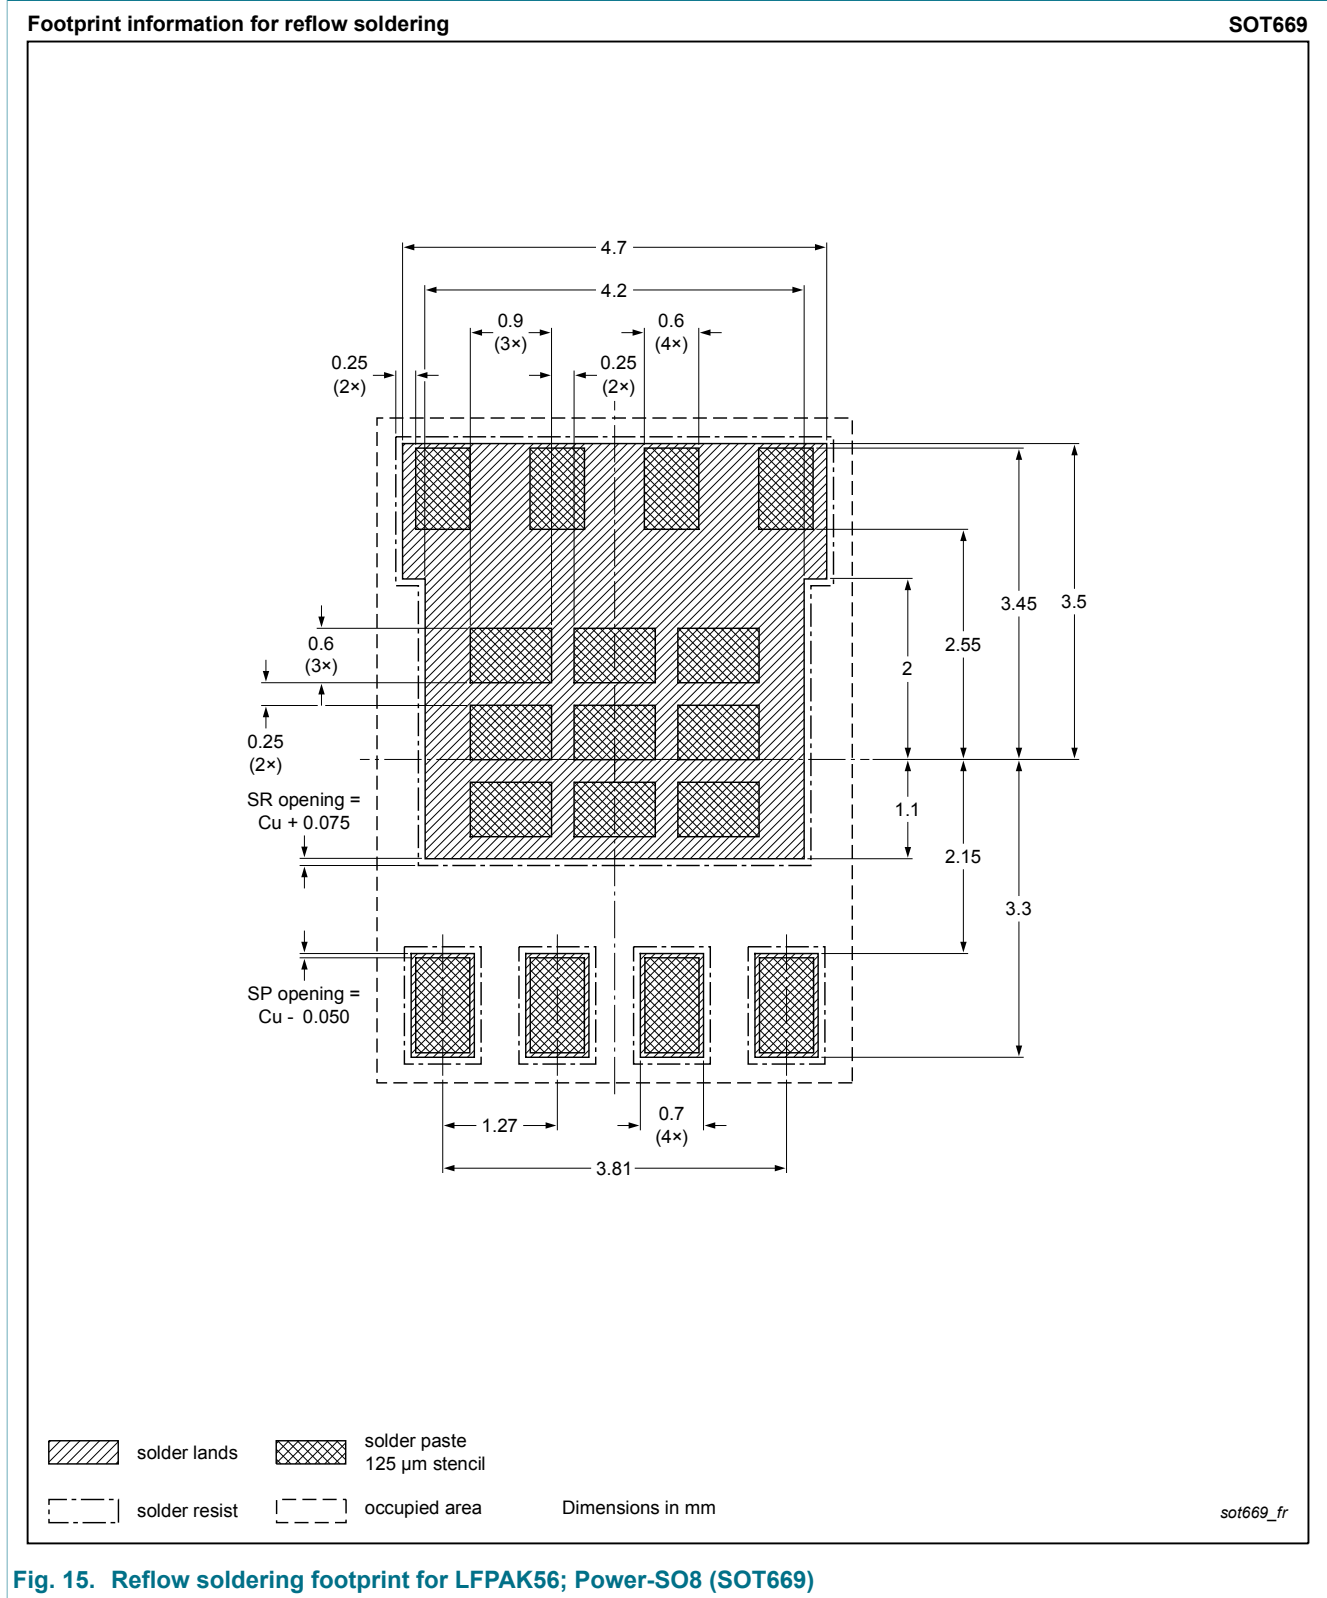 Footprint information for reflow soldering
SOT669
4.7
4.2
0.9
(3×)
0.6
(4×)
0.25
(2×)
0.25
(2×)
3.45
3.5
2.55
2
0.6
(3×)
0.25
(2×)
SR opening =
Cu + 0.075
1.1
2.15
3.3
SP opening =
Cu - 0.050
1.27
0.7
(4×)
3.81
solder lands
solder paste
125 µm stencil
solder resist
occupied area
Dimensions in mm
sot669_fr
Fig. 15. Reflow soldering footprint for LFPAK56; Power-SO8 (SOT669)